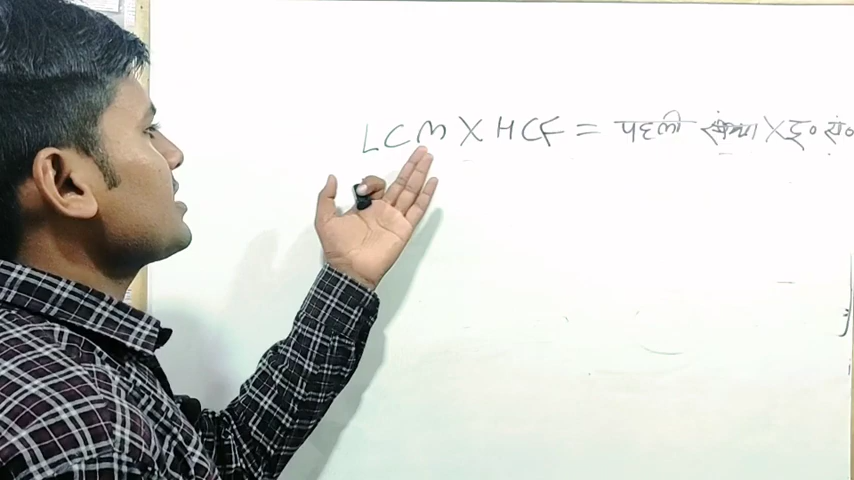 LCM X HCF = पहली संख्या X दू० सं०